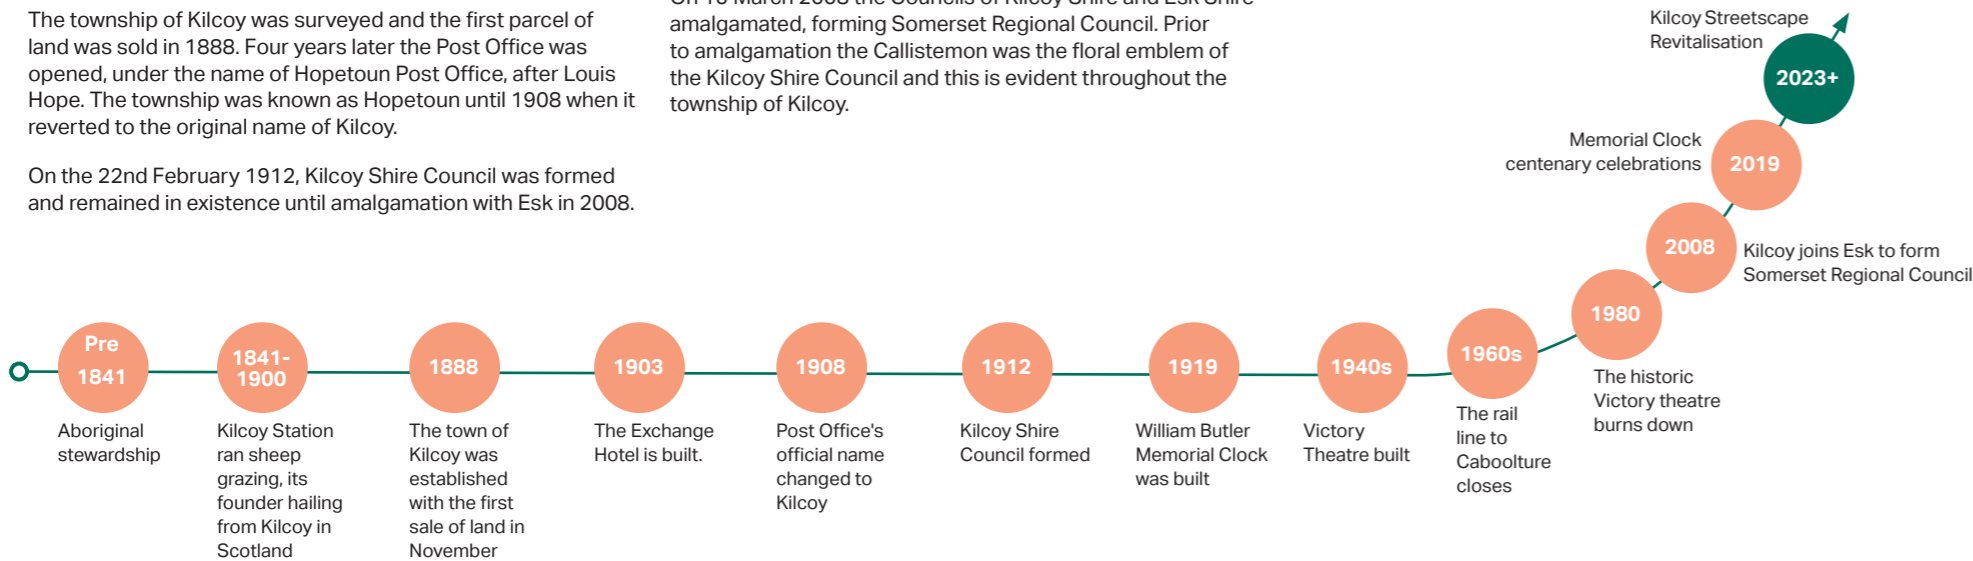 The township of Kilcoy was surveyed and the first parcel of
land was sold in 1888. Four years later the Post Office was
opened, under the name of Hopetoun Post Office, after Louis
Hope. The township was known as Hopetoun until 1908 when it
reverted to the original name of Kilcoy.
On the 22nd February 1912, Kilcoy Shire Council was formed
and remained in existence until amalgamation with Esk in 2008.
March 2008 the Councils of Kilcoy Shire and Esk Shire
amalgamated, forming Somerset Regional Council. Prior
to amalgamation the Callistemon was the floral emblem of
the Kilcoy Shire Council and this is evident throughout the
township of Kilcoy.
Pre
1841
Aboriginal
stewardship
1841-
1900
Kilcoy Station
ran sheep
grazing, its
founder hailing
from Kilcoy in
Scotland
1888
The town of
Kilcoy was
established
with the first
sale of land in
November
1903
The Exchange
Hotel is built.
1908
Post Office's
official name
changed to
Kilcoy
1912
Kilcoy Shire
Council formed
1919
William Butler
Memorial Clock
was built
1940s
Victory
Theatre built
1960s
The rail
line to
Caboolture
closes
1980
The historic
Victory theatre
burns down
2008
Kilcoy joins Esk to form
Somerset Regional Council
2019
Memorial Clock
centenary celebrations
2023+
Kilcoy Streetscape
Revitalisation